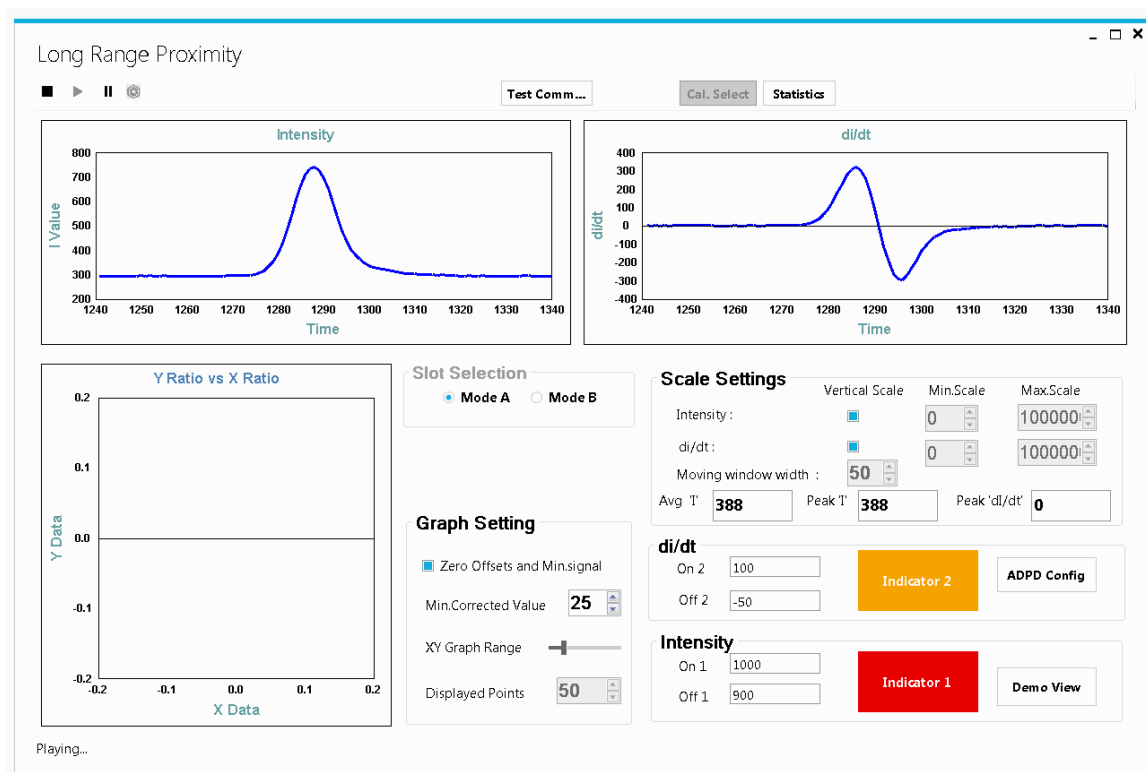 Long Range Proximity
Test Comm...
Cal. Select
Statistics
Intensity
800
700
600
500
400
300
200
I Value
1240 1250 1260 1270 1280 1290 1300 1310 1320 1330 1340
Time
di/dt
400
300
200
100
0
-100
-200
-300
-400
di/dt
1240 1250 1260 1270 1280 1290 1300 1310 1320 1330 1340
Time
Y Ratio vs X Ratio
0.2
0.1
0.0
-0.1
-0.2
Y Data
-0.2 -0.1 0.0 0.1 0.2
X Data
Slot Selection
Mode A Mode B
Graph Setting
Zero Offsets and Min.signal
Min.Corrected Value 25
XY Graph Range
Displayed Points 50
Scale Settings
Vertical Scale Min.Scale Max.Scale
Intensity : 0 100000
di/dt : 0 100000
Moving window width : 50
Avg 'I' 388 Peak 'I' 388 Peak 'dI/dt' 0
di/dt
On 2 100
Off 2 -50
Indicator 2
ADPD Config
Intensity
On 1 1000
Off 1 900
Indicator 1
Demo View
Playing...